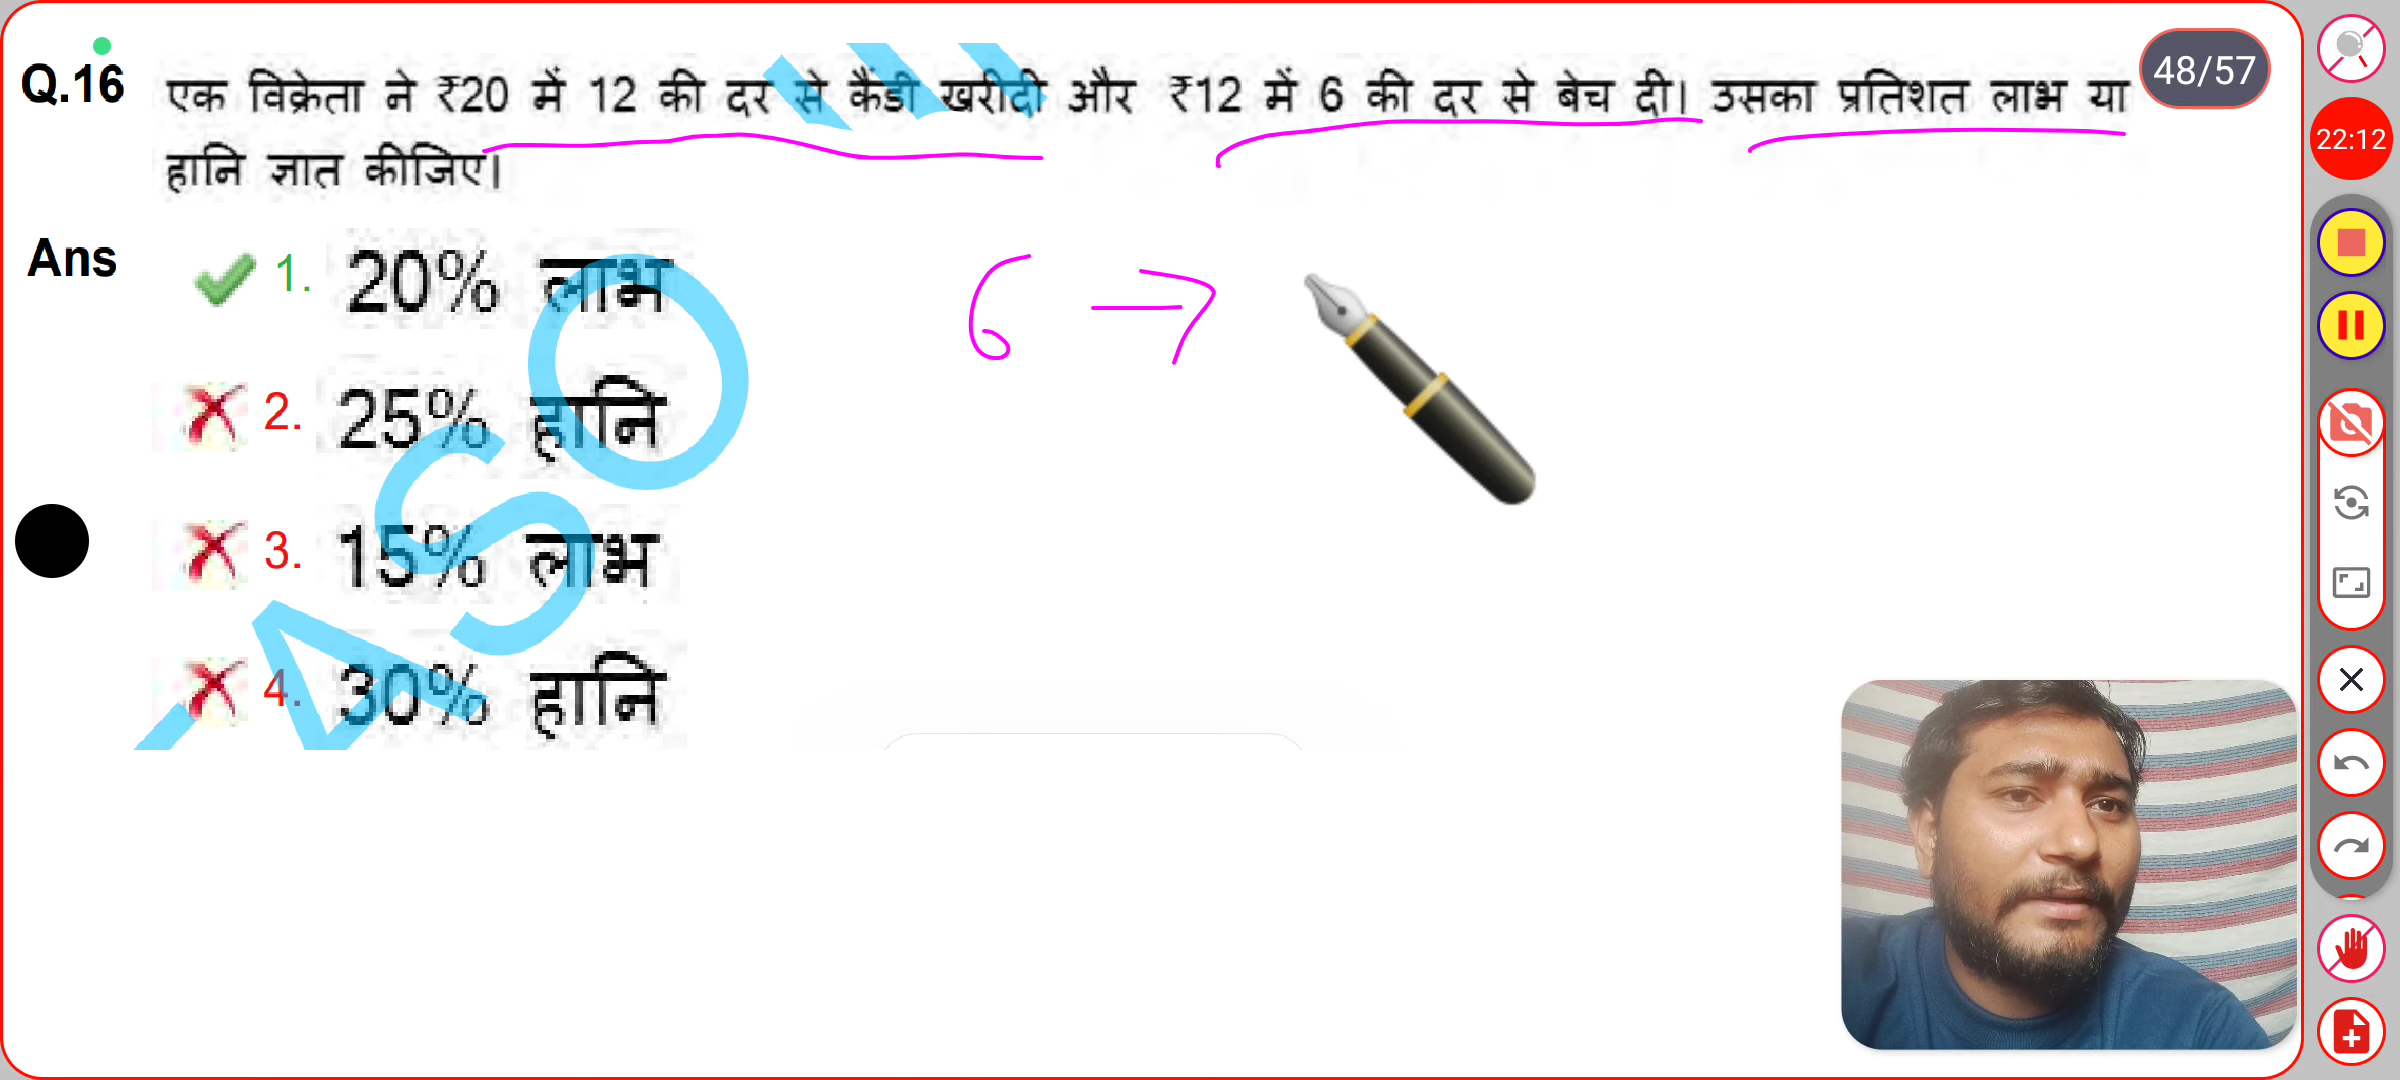 Q.16 एक विक्रेता ने ₹20 में 12 की दर से कैंडी खरीदी और ₹12 में 6 की दर से बेच दी। उसका प्रतिशत लाभ या
हानि ज्ञात कीजिए।
48/57
22:12
Ans 1. 20% लाभ
6 →
2. 25% हानि
3. 15% लाभ
4. 30% हानि